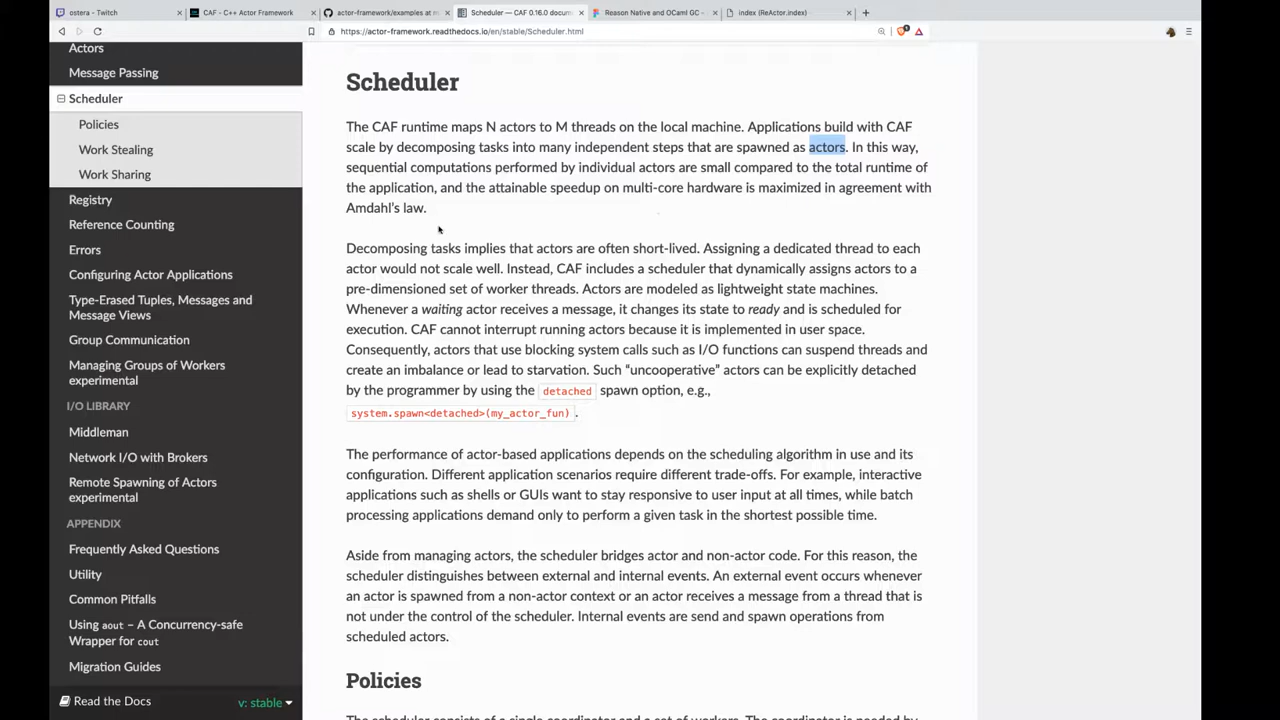 ostera - Twitch
CAF - C++ Actor Framework
actor-framework/examples at m
Scheduler — CAF 0.16.0 docum
Reason Native and OCaml GC –
index (ReActor.index)
https://actor-framework.readthedocs.io/en/stable/Scheduler.html
Actors
Message Passing
Scheduler
Policies
Work Stealing
Work Sharing
Registry
Reference Counting
Errors
Configuring Actor Applications
Type-Erased Tuples, Messages and
Message Views
Group Communication
Managing Groups of Workers
experimental
I/O LIBRARY
Middleman
Network I/O with Brokers
Remote Spawning of Actors
experimental
APPENDIX
Frequently Asked Questions
Utility
Common Pitfalls
Using aout – A Concurrency-safe
Wrapper for cout
Migration Guides
Read the Docs
v: stable
Scheduler
The CAF runtime maps N actors to M threads on the local machine. Applications build with CAF
scale by decomposing tasks into many independent steps that are spawned as actors. In this way,
sequential computations performed by individual actors are small compared to the total runtime of
the application, and the attainable speedup on multi-core hardware is maximized in agreement with
Amdahl's law.
Decomposing tasks implies that actors are often short-lived. Assigning a dedicated thread to each
actor would not scale well. Instead, CAF includes a scheduler that dynamically assigns actors to a
pre-dimensioned set of worker threads. Actors are modeled as lightweight state machines.
Whenever a waiting actor receives a message, it changes its state to ready and is scheduled for
execution. CAF cannot interrupt running actors because it is implemented in user space.
Consequently, actors that use blocking system calls such as I/O functions can suspend threads and
create an imbalance or lead to starvation. Such “uncooperative” actors can be explicitly detached
by the programmer by using the detached spawn option, e.g.,
system.spawn<detached>(my_actor_fun).
The performance of actor-based applications depends on the scheduling algorithm in use and its
configuration. Different application scenarios require different trade-offs. For example, interactive
applications such as shells or GUIs want to stay responsive to user input at all times, while batch
processing applications demand only to perform a given task in the shortest possible time.
Aside from managing actors, the scheduler bridges actor and non-actor code. For this reason, the
scheduler distinguishes between external and internal events. An external event occurs whenever
an actor is spawned from a non-actor context or an actor receives a message from a thread that is
not under the control of the scheduler. Internal events are send and spawn operations from
scheduled actors.
Policies
The scheduler consists of a single coordinator and a set of workers. The coordinator is needed by